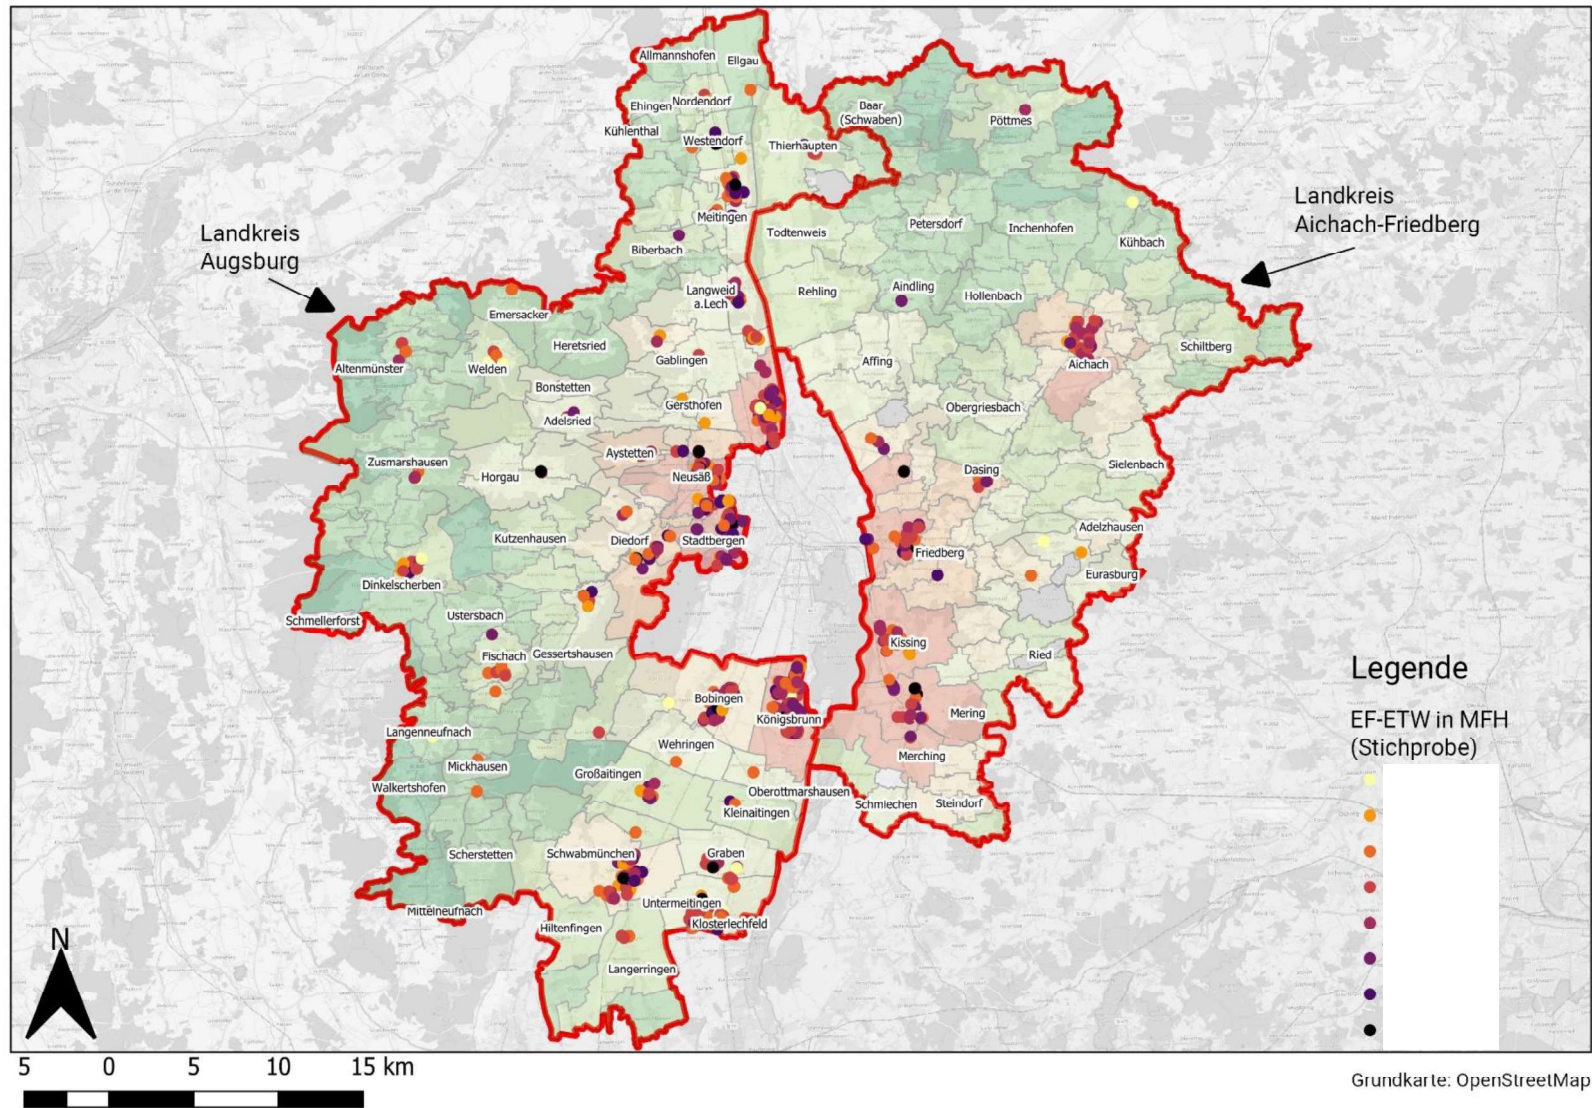 Allmannshofen
Ellgau
Ehingen
Nordendorf
Kühlenthal
Westendorf
Baar
(Schwaben)
Pöttmes
Thierhaupten
Landkreis
Aichach-Friedberg
Landkreis
Augsburg
Meitingen
Biberbach
Todtenweis
Petersdorf
Inchenhofen
Kühbach
Langweid
a.Lech
Rehling
Aindling
Hollenbach
Emersacker
Heretsried
Gablingen
Affing
Aichach
Schiltberg
Altenmünster
Welden
Bonstetten
Adelsried
Gersthofen
Obergriesbach
Zusmarshausen
Horgau
Aystetten
Neusäß
Dasing
Sielenbach
Kutzenhausen
Diedorf
Stadtbergen
Friedberg
Adelzhausen
Eurasburg
Dinkelscherben
Schmellerforst
Ustersbach
Fischach
Gessertshausen
Kissing
Ried
Bobingen
Königsbrunn
Mering
Merching
Langenneufnach
Mickhausen
Walkertshofen
Wehringen
Großaitingen
Oberottmarshausen
Kleinaitingen
Schmiechen
Steindorf
Scherstetten
Schwabmünchen
Graben
Mittelneufnach
Untermeitingen
Klosterlechfeld
Hiltenfingen
Langerringen
Legende
EF-ETW in MFH
(Stichprobe)
N
5 0 5 10 15 km
Grundkarte: OpenStreetMap